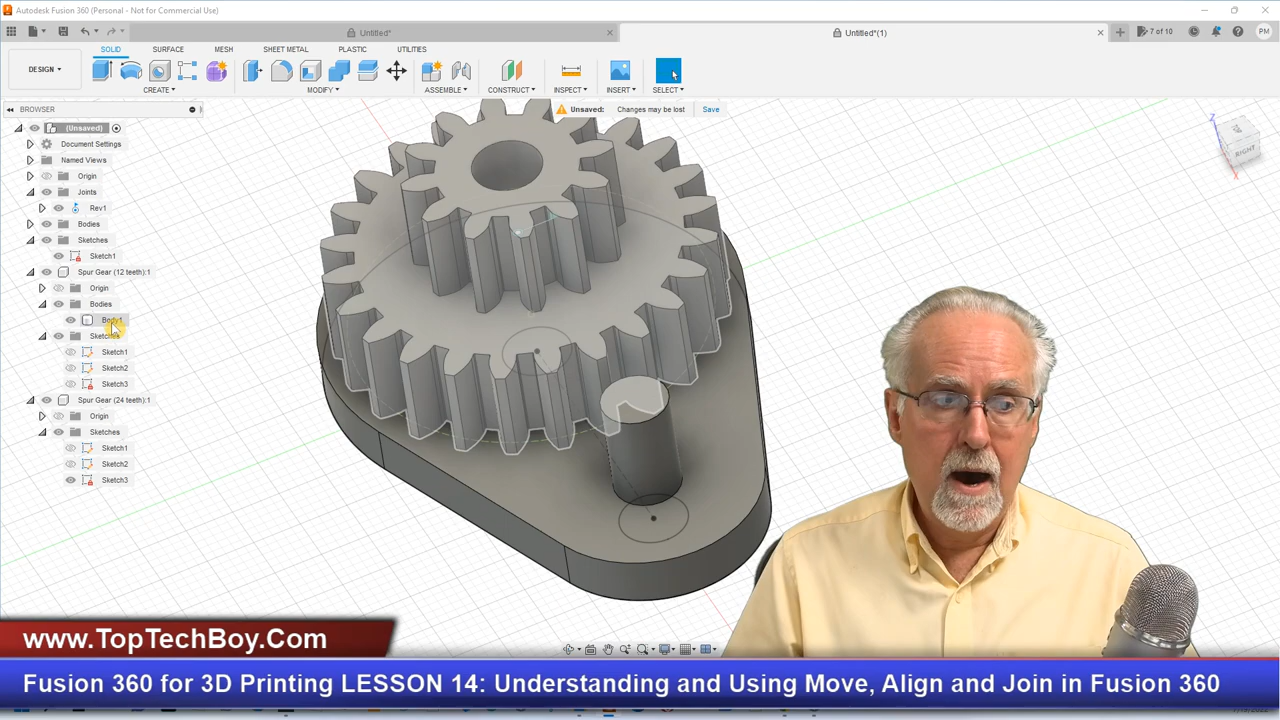 Autodesk Fusion 360 (Personal - Not for Commercial Use)
Untitled*
Untitled*(1)
7 of 10
PM
SOLID
SURFACE
MESH
SHEET METAL
PLASTIC
UTILITIES
DESIGN
CREATE
MODIFY
ASSEMBLE
CONSTRUCT
INSPECT
INSERT
SELECT
BROWSER
Unsaved: Changes may be lost Save
(Unsaved)
Document Settings
Named Views
Origin
Joints
Rev1
Bodies
Sketches
Sketch1
Spur Gear (12 teeth):1
Origin
Bodies
Body1
Sketches
Sketch1
Sketch2
Sketch3
Spur Gear (24 teeth):1
Origin
Sketches
Sketch1
Sketch2
Sketch3
Z
RIGHT
X
www.TopTechBoy.Com
Fusion 360 for 3D Printing LESSON 14: Understanding and Using Move, Align and Join in Fusion 360